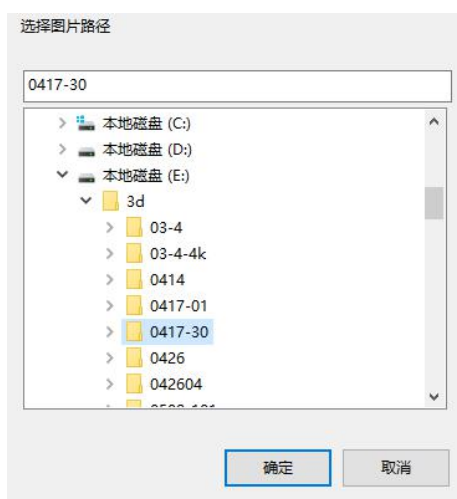 选择图片路径
0417-30
本地磁盘 (C:)
本地磁盘 (D:)
本地磁盘 (E:)
3d
03-4
03-4-4k
0414
0417-01
0417-30
0426
042604
确定
取消